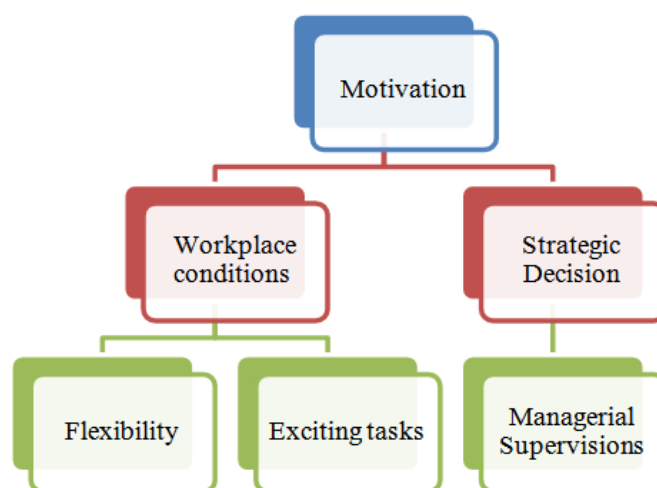 Motivation
Workplace
conditions
Strategic
Decision
Flexibility
Exciting tasks
Managerial
Supervisions